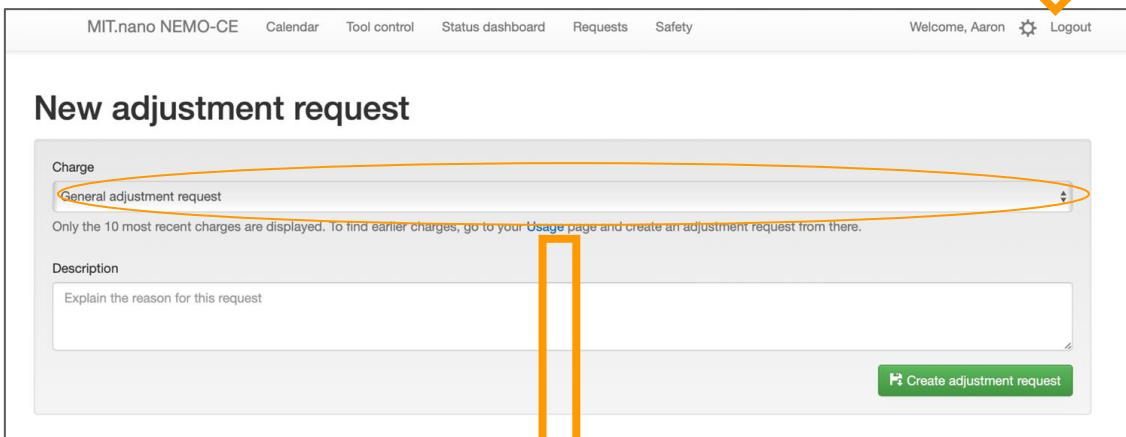 MIT.nano NEMO-CE Calendar Tool control Status dashboard Requests Safety Welcome, Aaron Logout
New adjustment request
Charge
General adjustment request
Only the 10 most recent charges are displayed. To find earlier charges, go to your Usage page and create an adjustment request from there.
Description
Explain the reason for this request
Create adjustment request